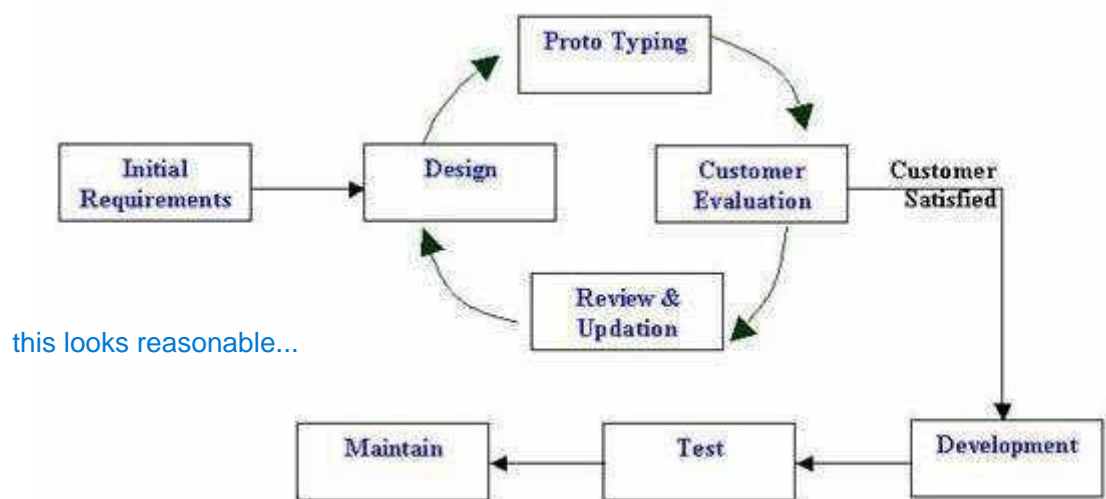 Proto Typing
Initial
Requirements
Design
Customer
Evaluation
Customer
Satisfied
Review &
Updation
this looks reasonable...
Maintain
Test
Development